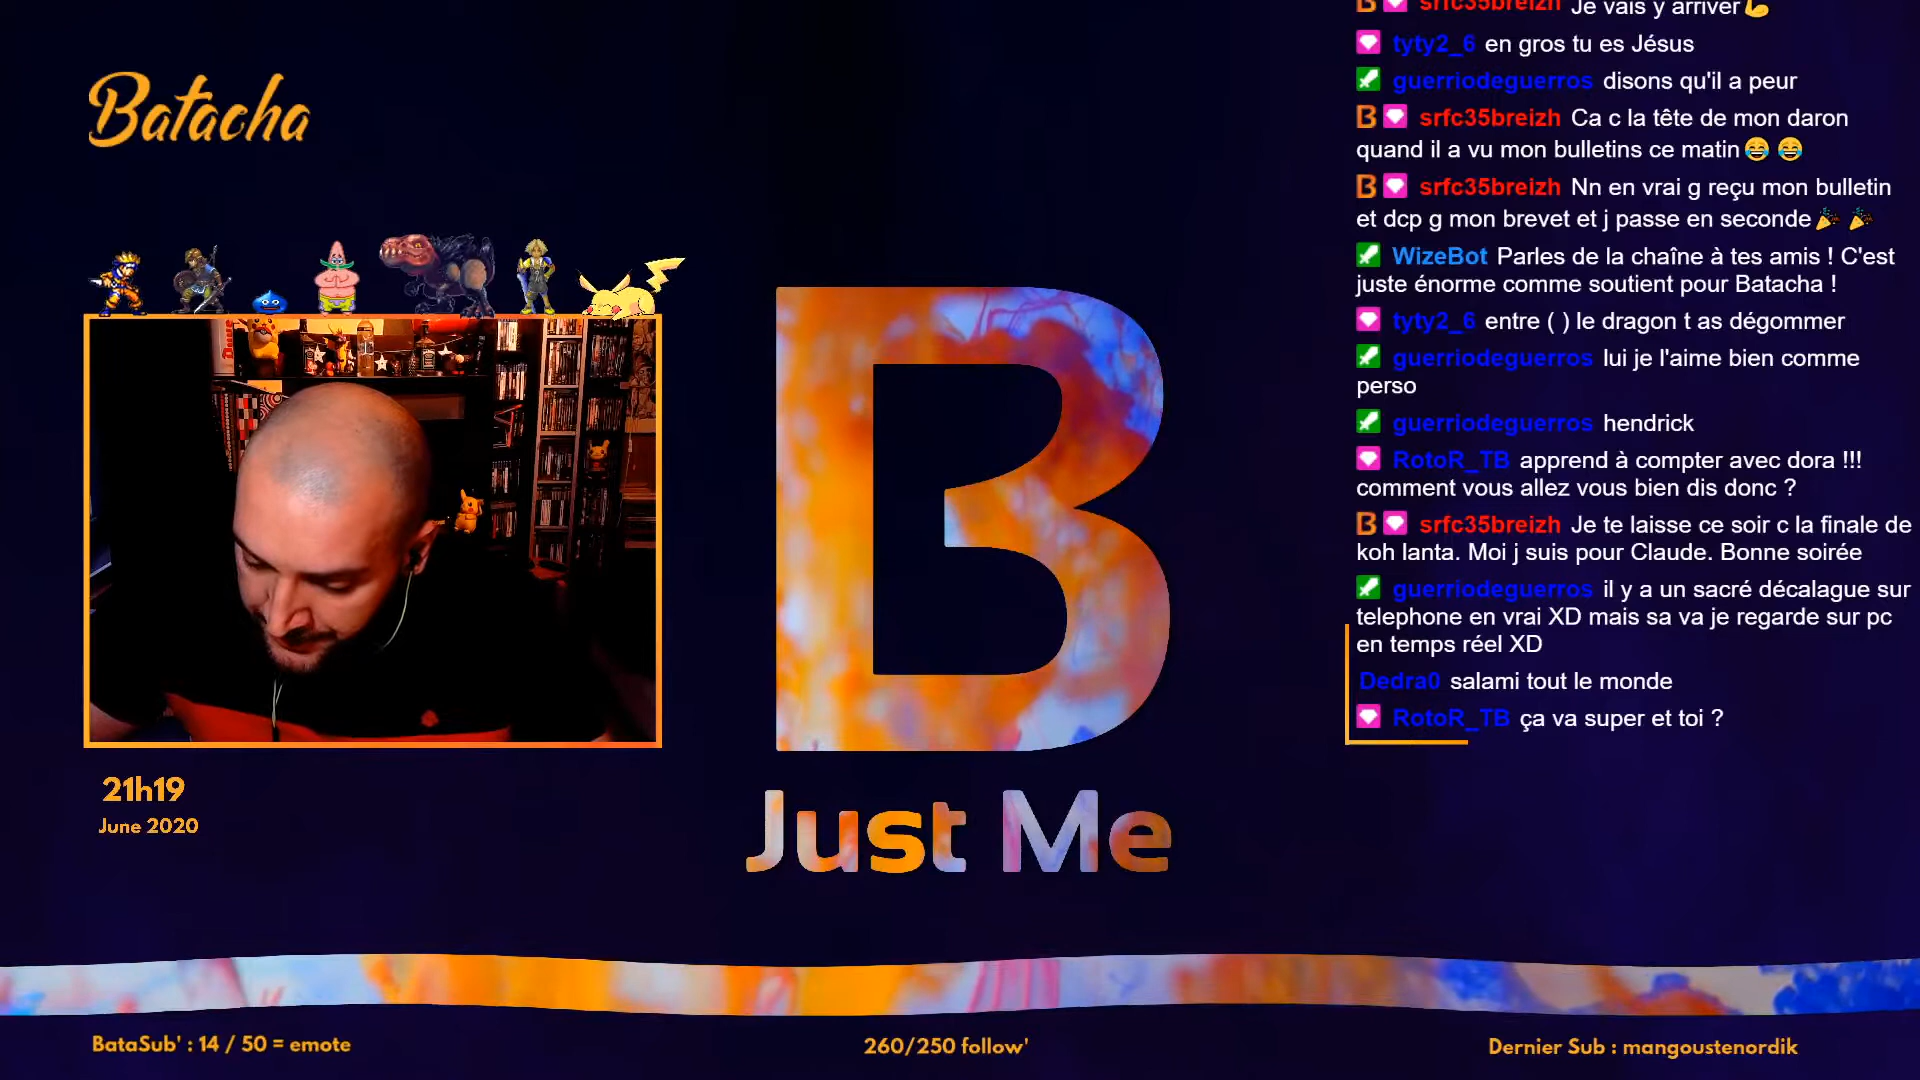 Batacha
srfc35breizh Je vais y arriver💪
tyty2_6 en gros tu es Jésus
guerriodeguerros disons qu'il a peur
srfc35breizh Ca c la tête de mon daron
quand il a vu mon bulletins ce matin😂 😂
srfc35breizh Nn en vrai g reçu mon bulletin
et dcp g mon brevet et j passe en seconde🎉 🎉
WizeBot Parles de la chaîne à tes amis ! C'est
juste énorme comme soutient pour Batacha !
tyty2_6 entre ( ) le dragon t as dégommer
guerriodeguerros lui je l'aime bien comme
perso
guerriodeguerros hendrick
RotoR_TB apprend à compter avec dora !!!
comment vous allez vous bien dis donc ?
srfc35breizh Je te laisse ce soir c la finale de
koh lanta. Moi j suis pour Claude. Bonne soirée
guerriodeguerros il y a un sacré décalague sur
telephone en vrai XD mais sa va je regarde sur pc
en temps réel XD
Dedra0 salami tout le monde
RotoR_TB ça va super et toi ?
B
Just Me
21h19
June 2020
BataSub' : 14 / 50 = emote
260/250 follow'
Dernier Sub : mangoustenordik